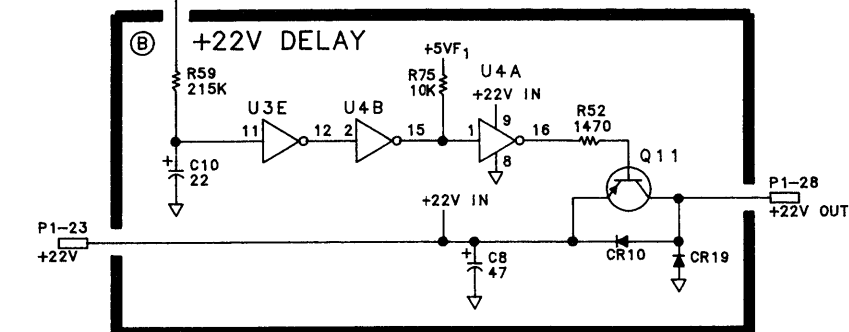 B
+22V DELAY
R59
215K
U3E
U4B
+5VF1
R75
10K
U4A
+22V IN
R52
1470
11
12
2
15
1
9
8
16
Q11
+
C10
22
P1-28
+22V OUT
+22V IN
P1-23
+22V
+
C8
47
CR10
CR19